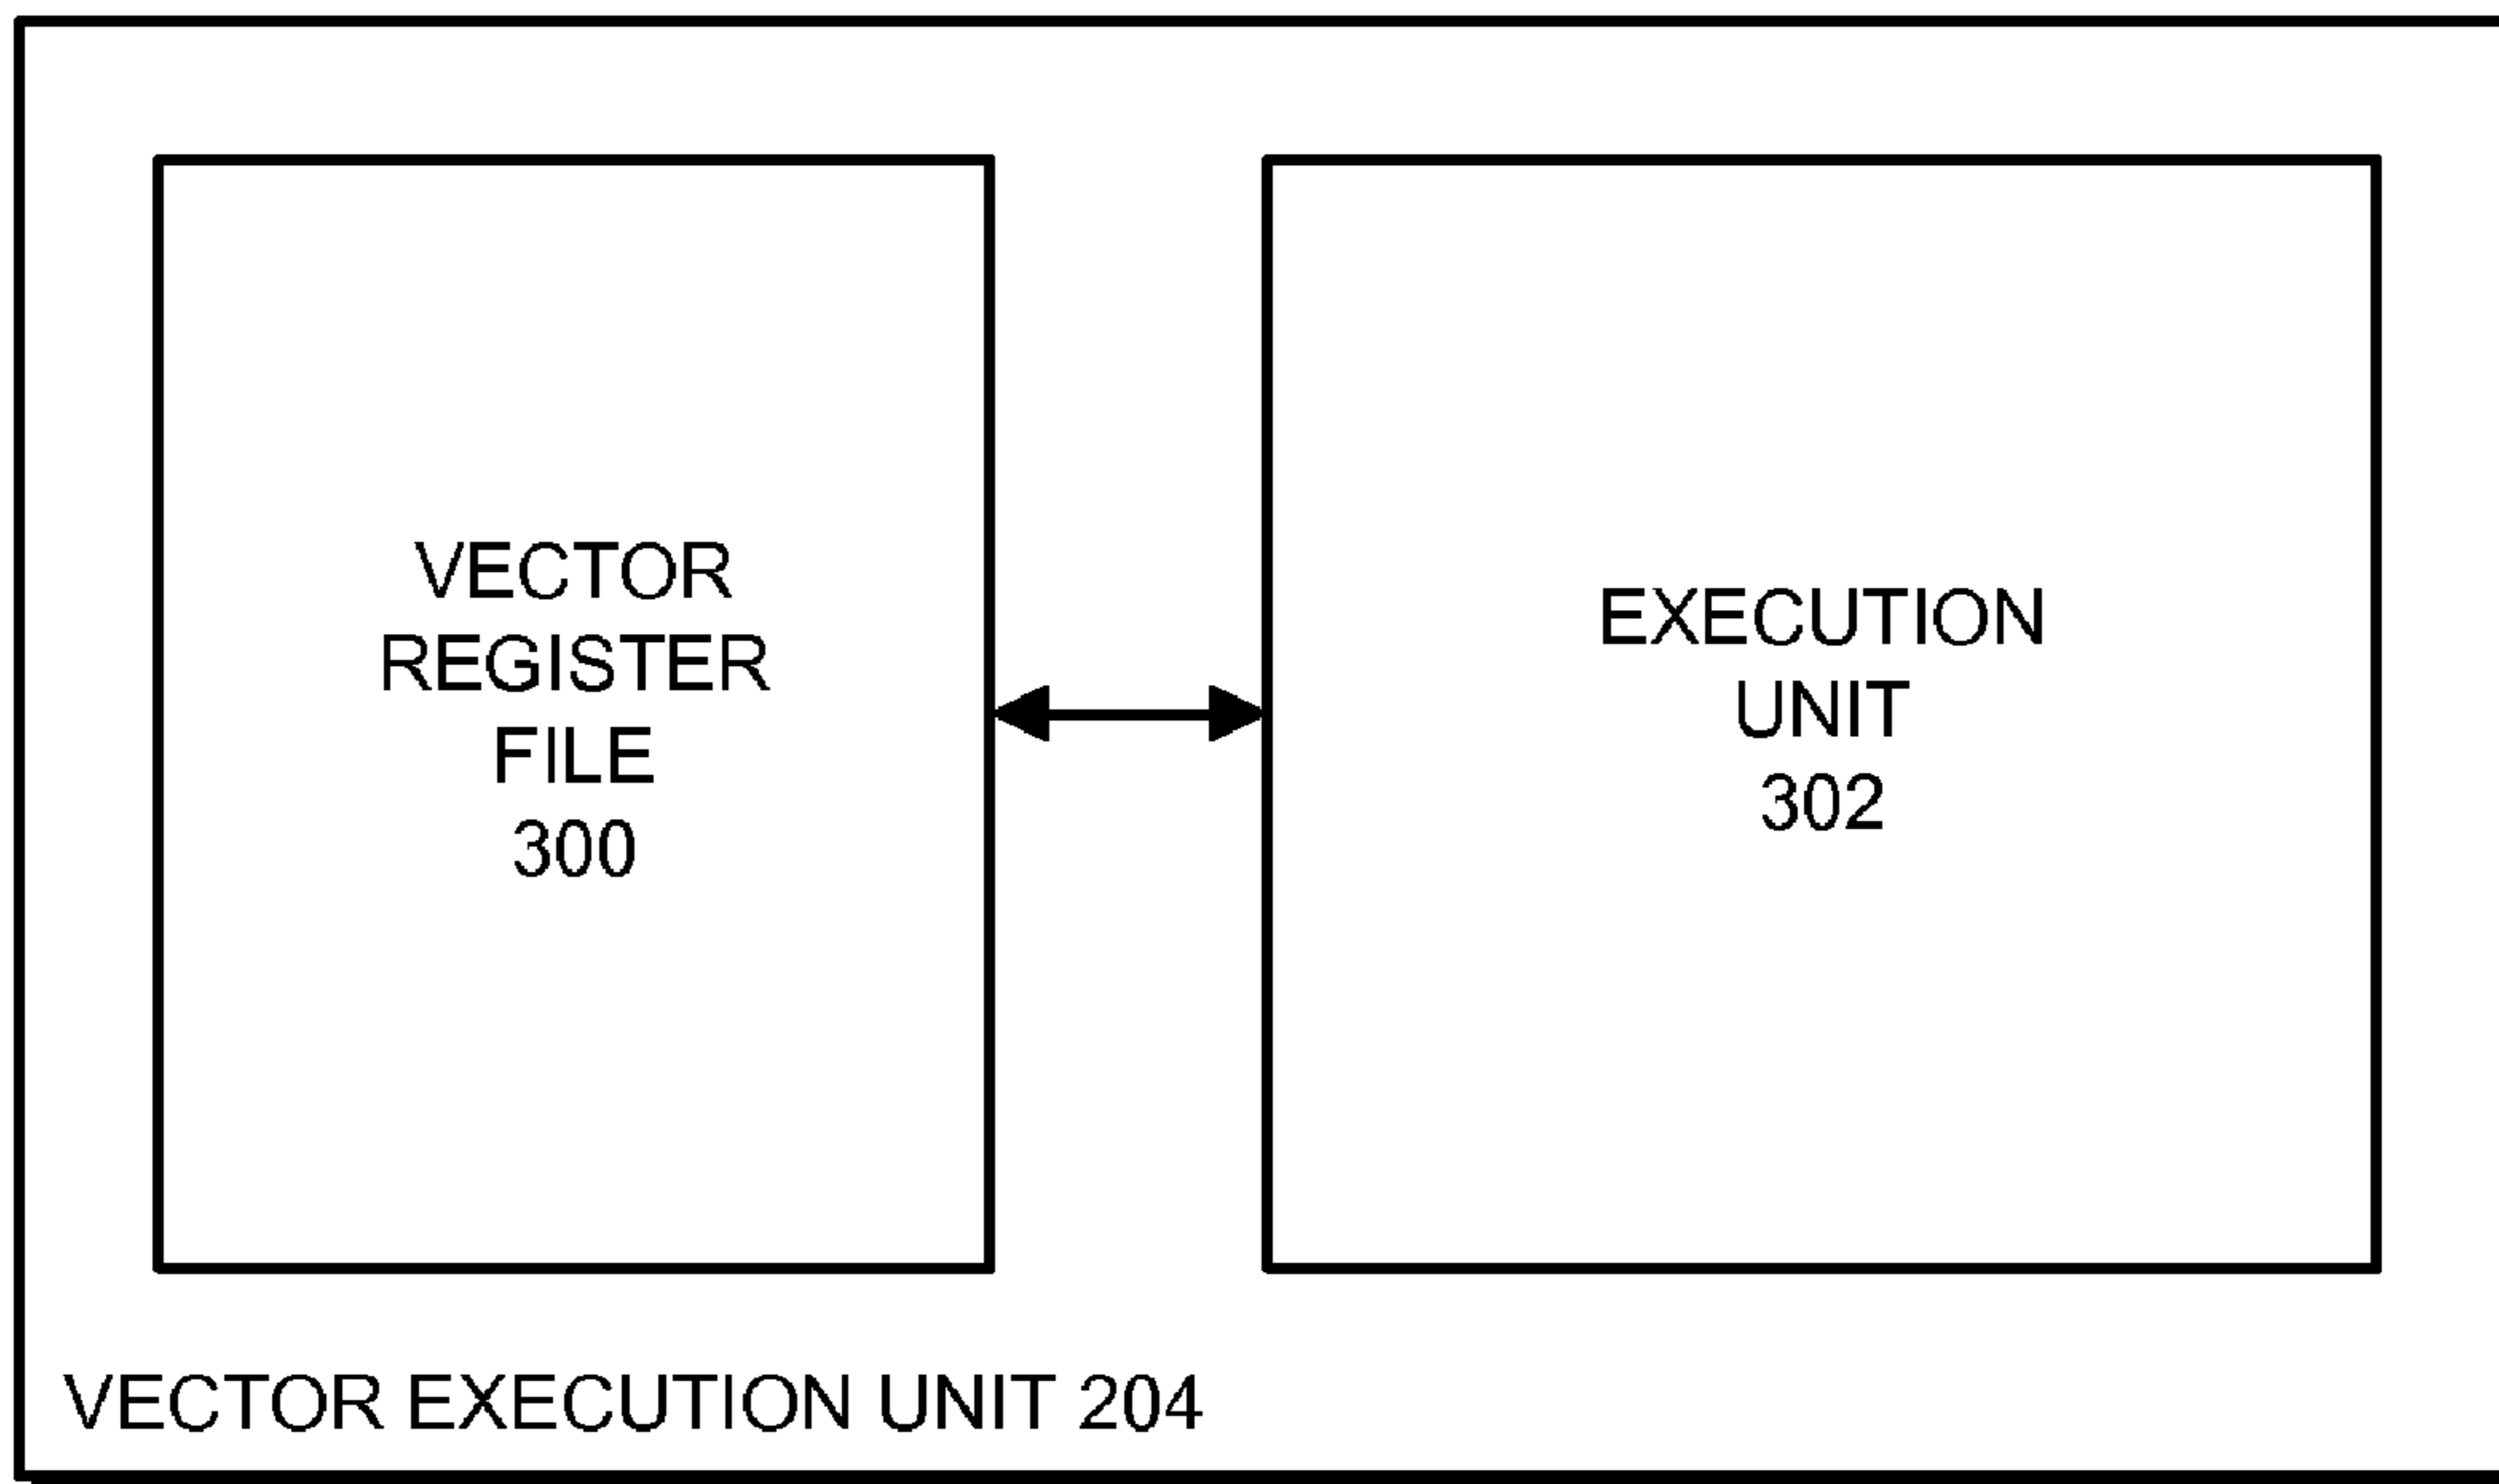 VECTOR
REGISTER
FILE
300
EXECUTION
UNIT
302
VECTOR EXECUTION UNIT 204